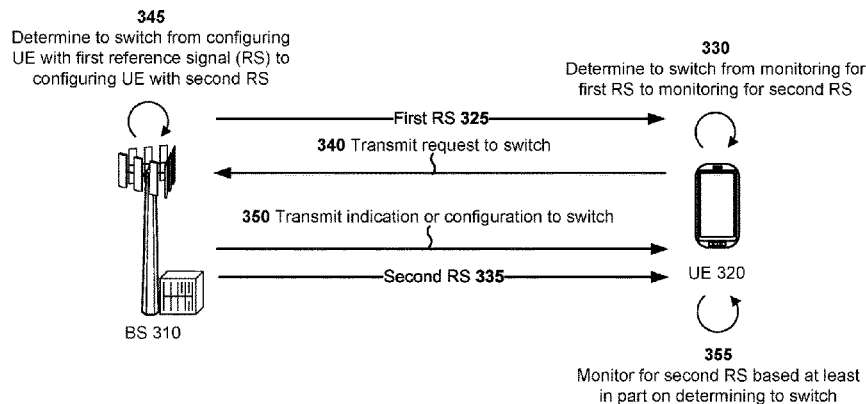 345
Determine to switch from configuring
UE with first reference signal (RS) to
configuring UE with second RS
330
Determine to switch from monitoring for
first RS to monitoring for second RS
First RS 325
340 Transmit request to switch
350 Transmit indication or configuration to switch
Second RS 335
BS 310
UE 320
355
Monitor for second RS based at least
in part on determining to switch